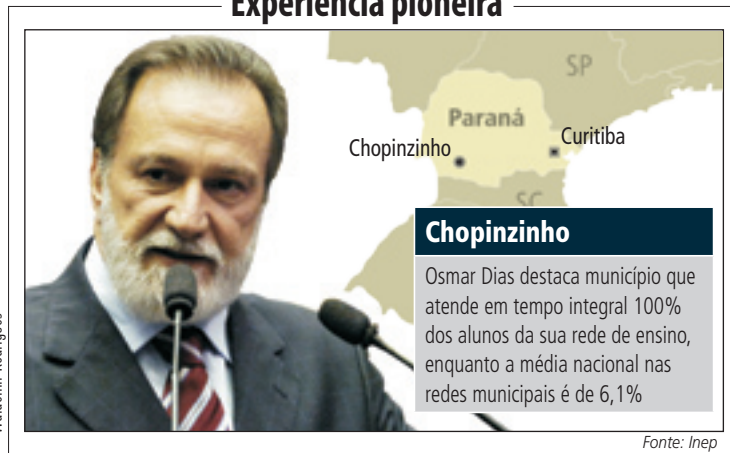 Experiência pioneira
SP
Paraná
Chopinzinho
Curitiba
SC
Chopinzinho
Osmar Dias destaca município que
atende em tempo integral 100%
dos alunos da sua rede de ensino,
enquanto a média nacional nas
redes municipais é de 6,1%
Fonte: Inep